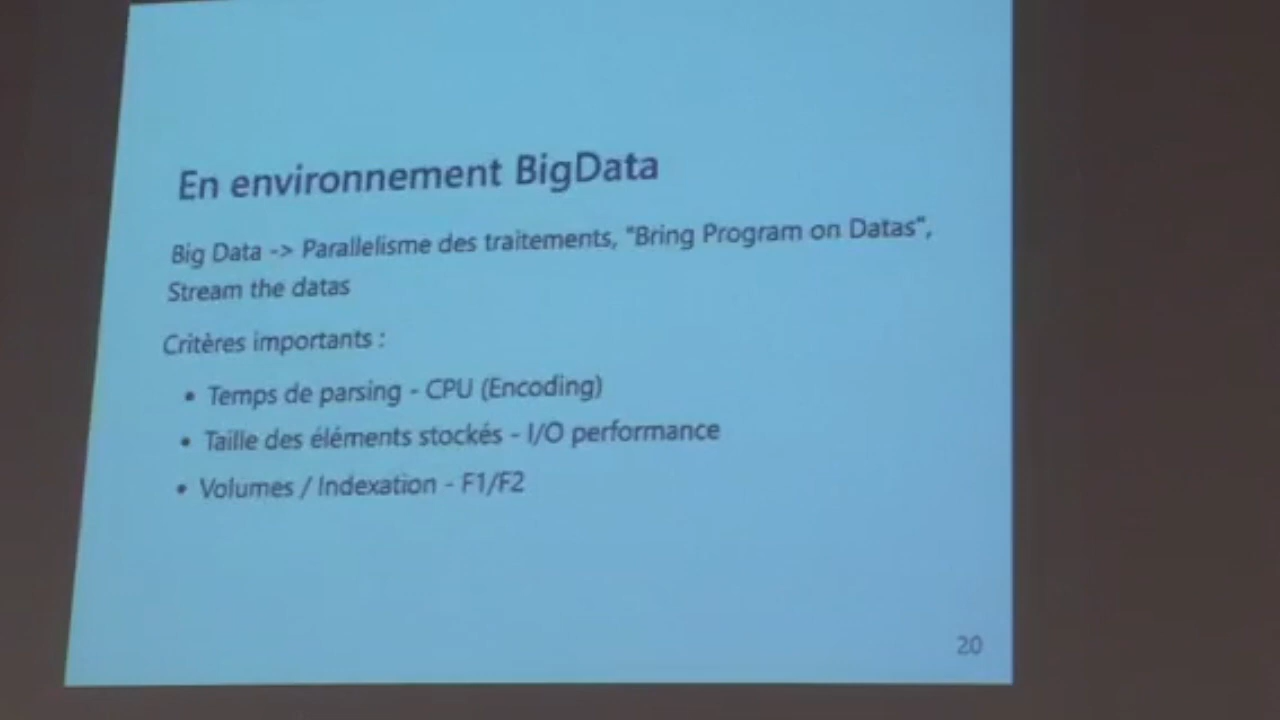 En environnement BigData
Big Data -> Parallelisme des traitements, "Bring Program on Datas",
Stream the datas
Critères importants :
• Temps de parsing - CPU (Encoding)
• Taille des éléments stockés - I/O performance
• Volumes / Indexation - F1/F2
20